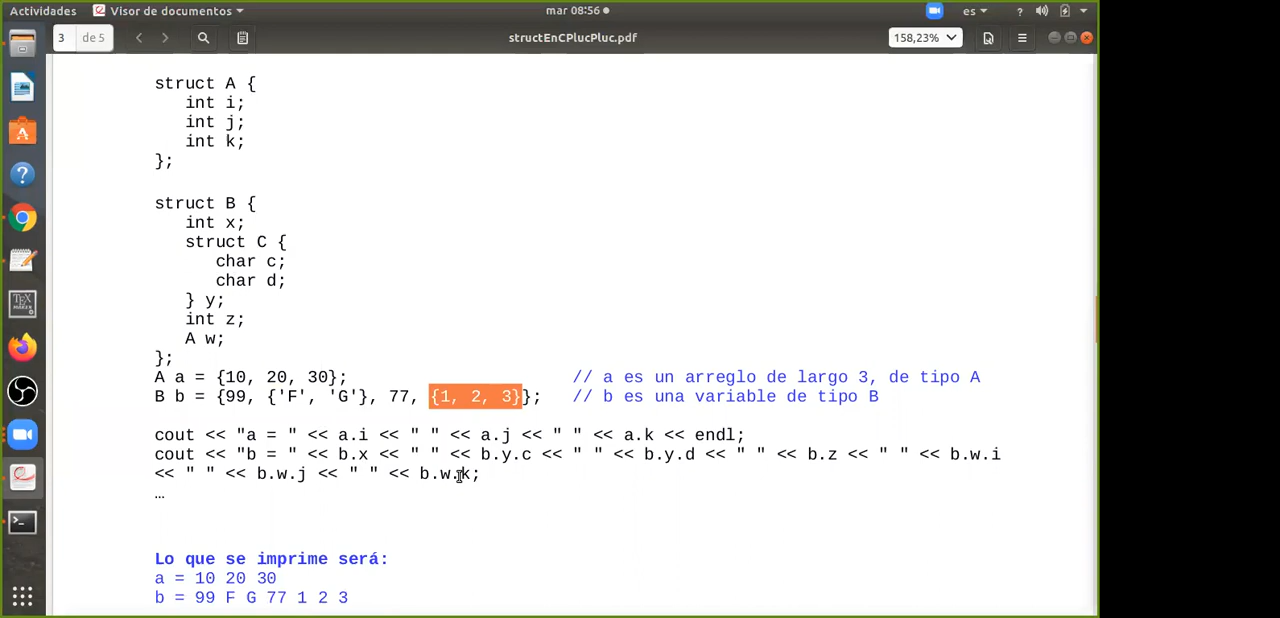 Actividades Visor de documentos mar 08:56 es ?
3 de 5 structEnCPlucPluc.pdf 158,23%
struct A {
int i;
int j;
int k;
};
struct B {
int x;
struct C {
char c;
char d;
} y;
int z;
A w;
};
A a = {10, 20, 30}; // a es un arreglo de largo 3, de tipo A
B b = {99, {'F', 'G'}, 77, {1, 2, 3}}; // b es una variable de tipo B
cout << "a = " << a.i << " " << a.j << " " << a.k << endl;
cout << "b = " << b.x << " " << b.y.c << " " << b.y.d << " " << b.z << " " << b.w.i
<< " " << b.w.j << " " << b.w.k;
…
Lo que se imprime será:
a = 10 20 30
b = 99 F G 77 1 2 3